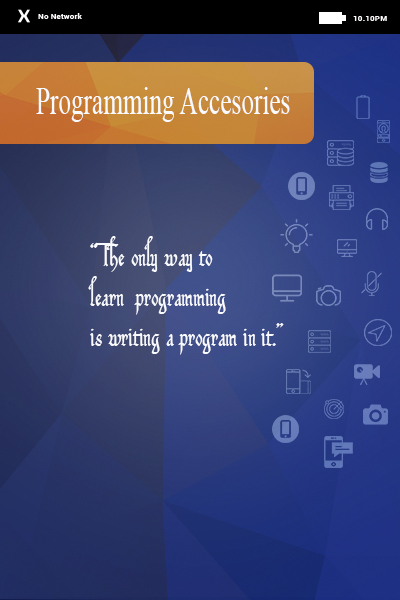 X No Network 10.10PM
Programming Accesories
“The only way to
learn programming
is writing a program in it.”